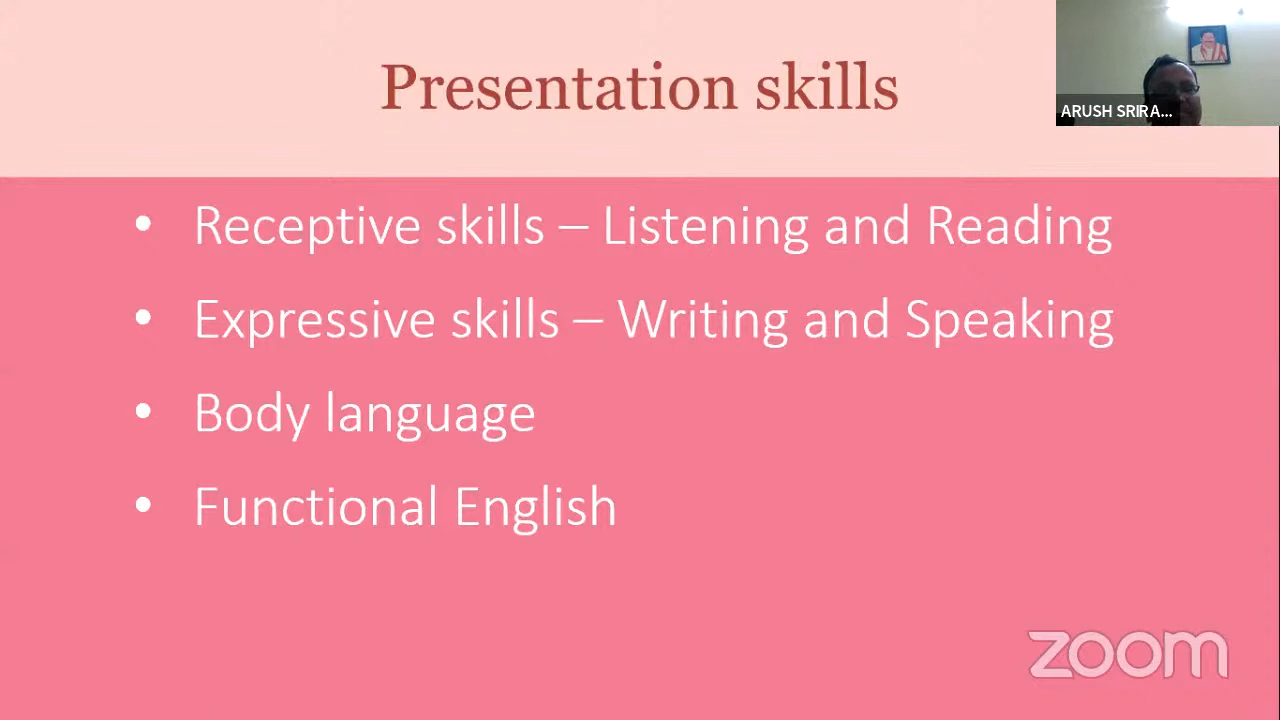 Presentation skills
ARUSH SRIRA...
• Receptive skills – Listening and Reading
• Expressive skills – Writing and Speaking
• Body language
• Functional English
zoom